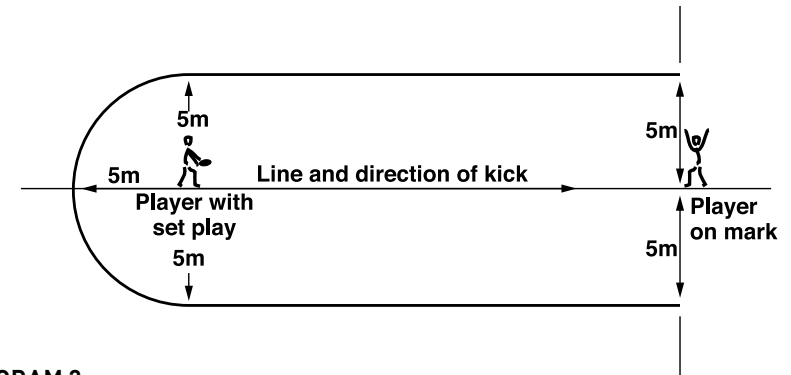 5m
5m
5m
Line and direction of kick
Player with
set play
Player
on mark
5m
5m